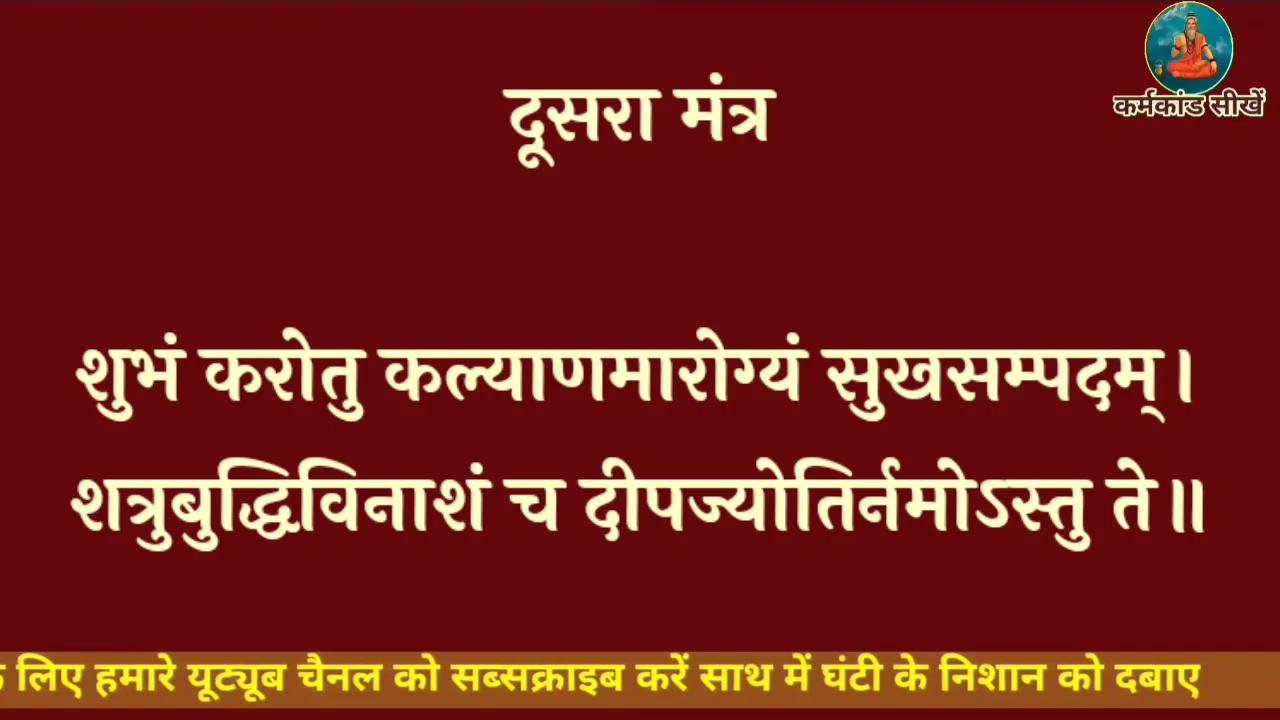 कर्मकांड सीखें
दूसरा मंत्र
शुभं करोतु कल्याणमारोग्यं सुखसम्पदम्।
शत्रुबुद्धिविनाशं च दीपज्योतिर्नमोऽस्तु ते॥
लिए हमारे यूट्यूब चैनल को सब्सक्राइब करें साथ में घंटी के निशान को दबाए